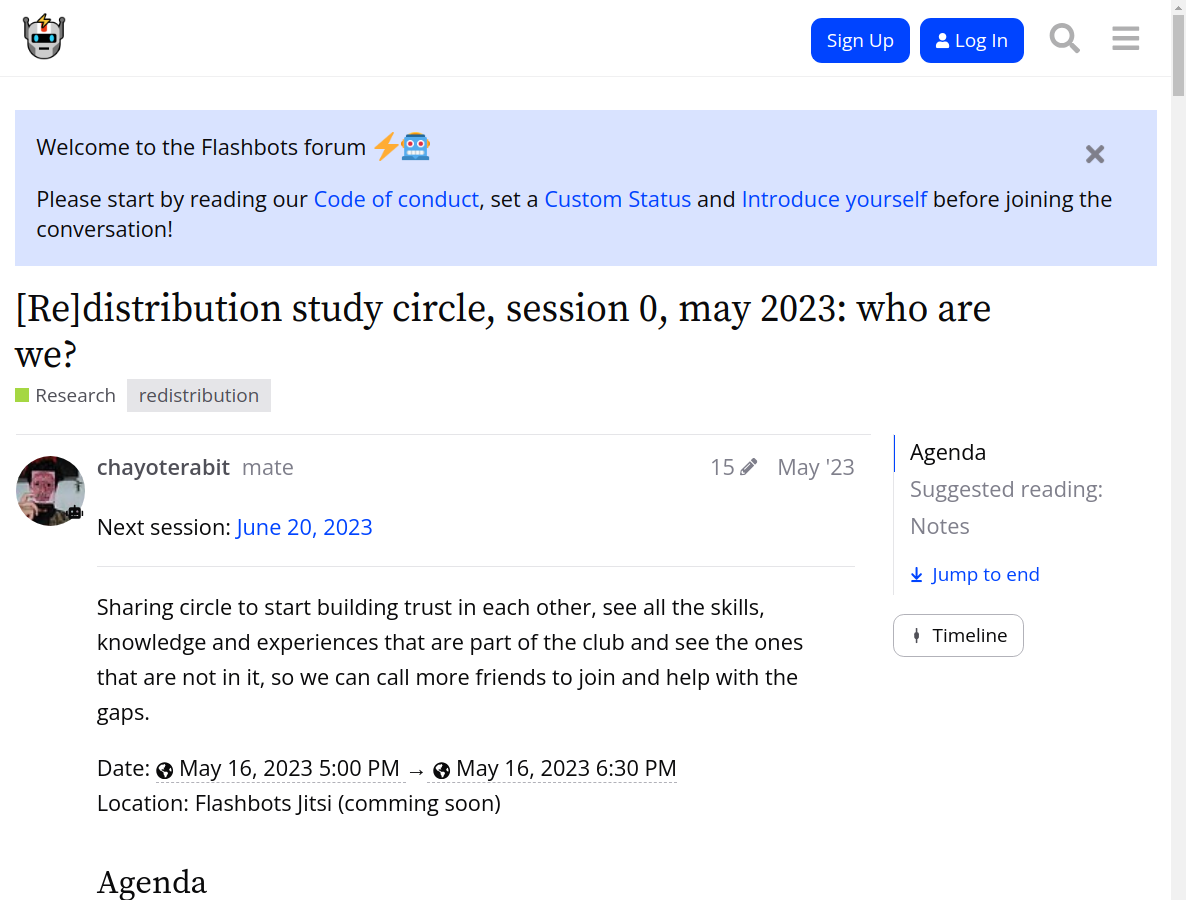 Sign Up
Log In
Welcome to the Flashbots forum
Please start by reading our Code of conduct, set a Custom Status and Introduce yourself before joining the
conversation!
[Re]distribution study circle, session 0, may 2023: who are
we?
Research redistribution
chayoterabit mate 15 May '23
Next session: June 20, 2023
Sharing circle to start building trust in each other, see all the skills,
knowledge and experiences that are part of the club and see the ones
that are not in it, so we can call more friends to join and help with the
gaps.
Date: May 16, 2023 5:00 PM → May 16, 2023 6:30 PM
Location: Flashbots Jitsi (comming soon)
Agenda
Agenda
Suggested reading:
Notes
Jump to end
Timeline